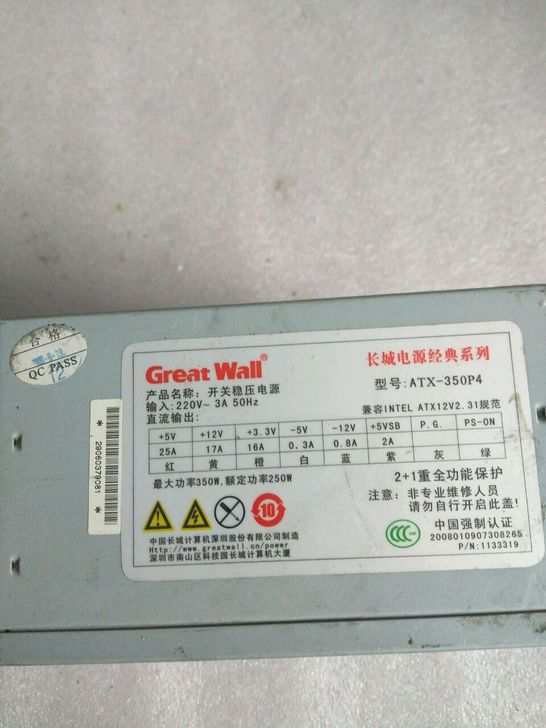 合格
QC PASS
12
* 29060379081 *
Great Wall®
长城电源经典系列
产品名称: 开关稳压电源
型号: ATX-350P4
输入: 220V~ 3A 50Hz
直流输出:
兼容INTEL ATX12V2.31规范
+5V +12V +3.3V -5V -12V +5VSB P.G. PS-ON
25A 17A 16A 0.3A 0.8A 2A
红 黄 橙 白 蓝 紫 灰 绿
最大功率350W, 额定功率250W
2+1重全功能保护
注意: 非专业维修人员
请勿自行开启此盖!
10
中国长城计算机深圳股份有限公司制造
Http://www.greatwall.cn/power
深圳市南山区科技园长城计算机大厦
中国强制认证
2008010907308265
P/N:1133319